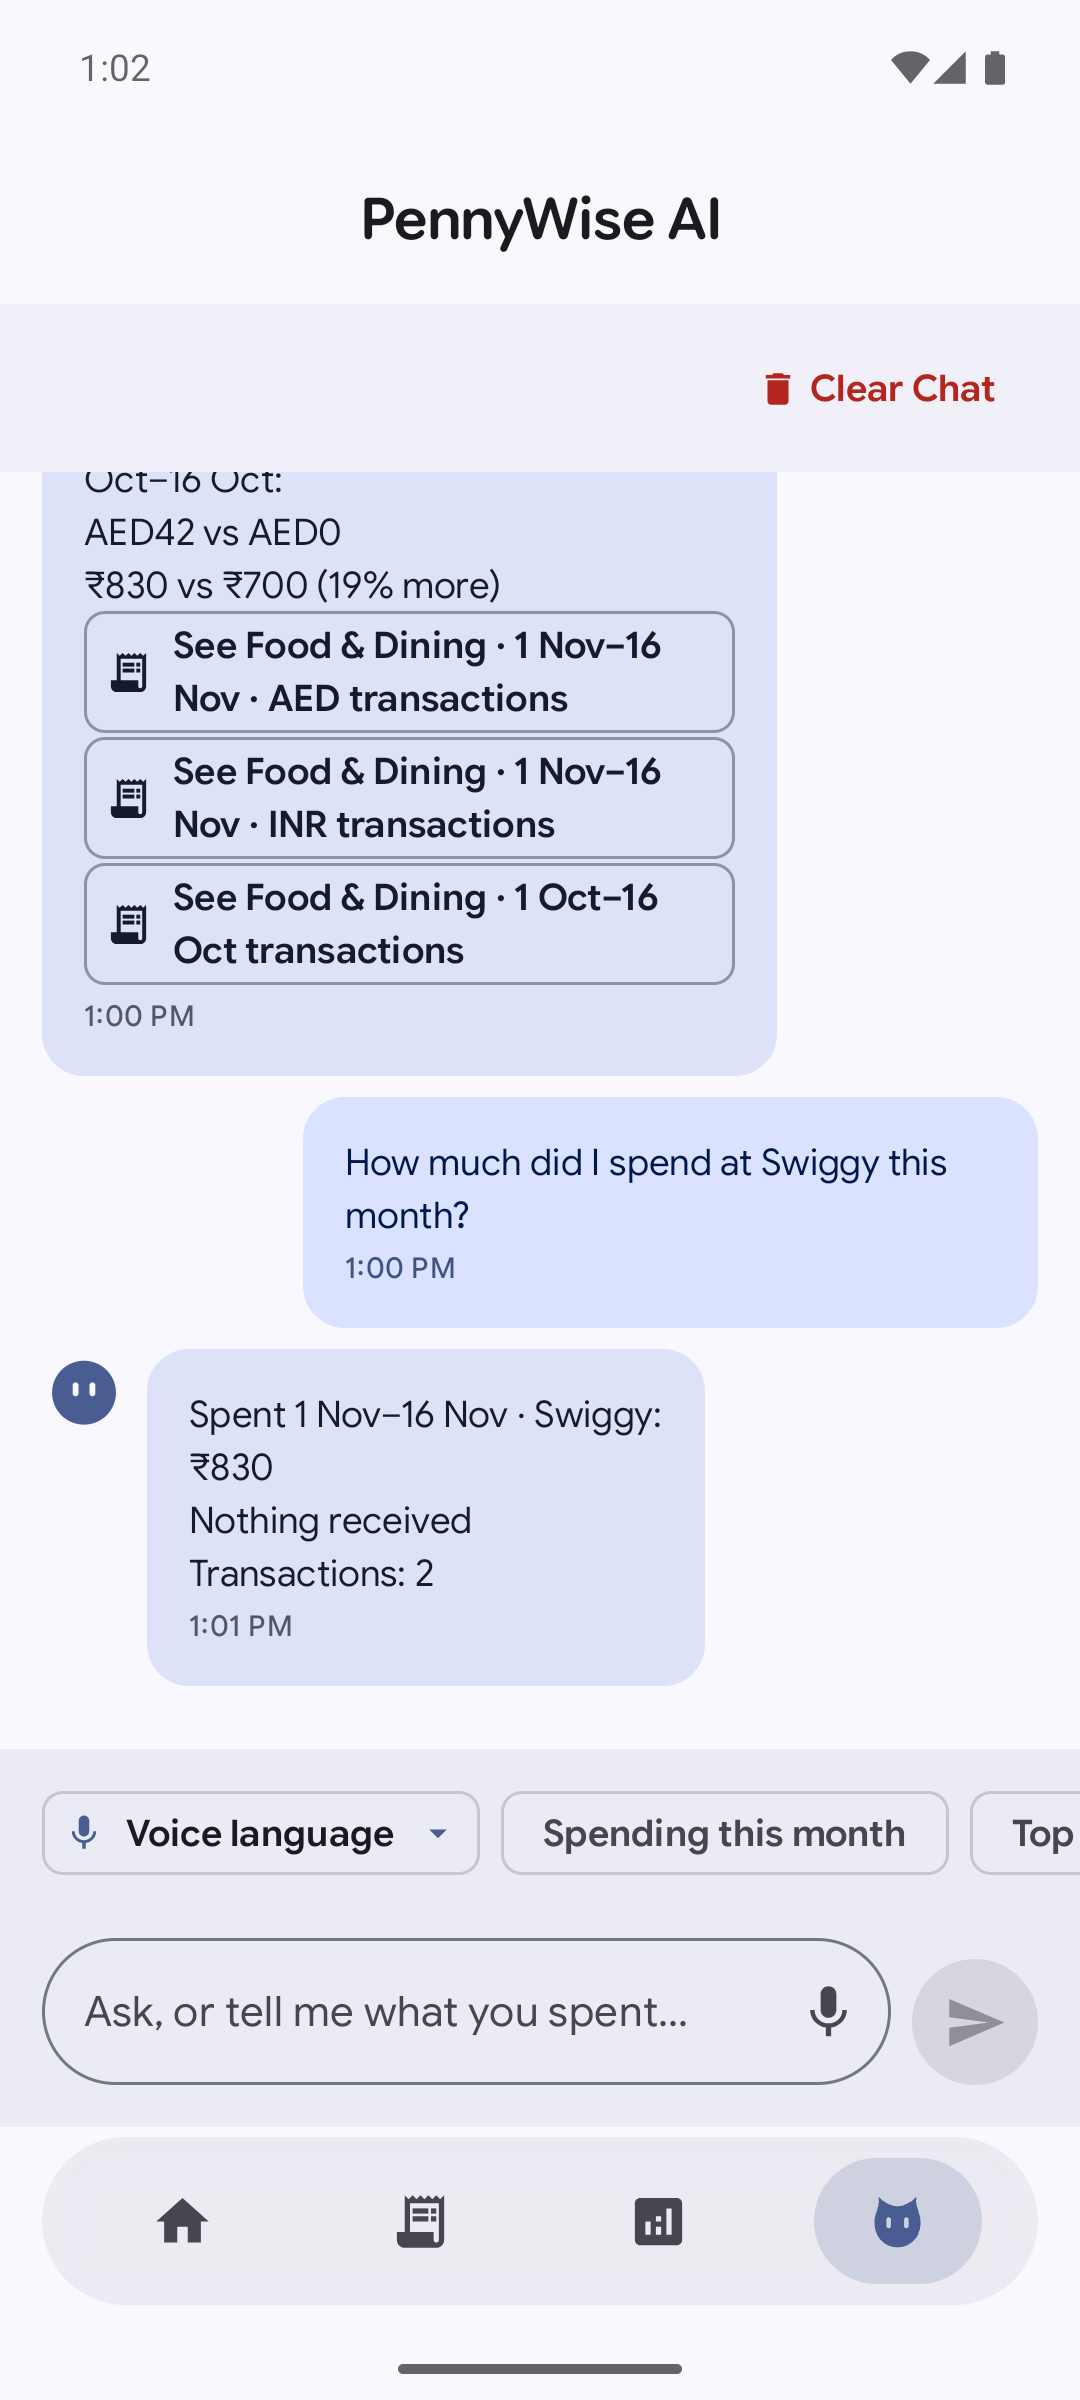 1:02
PennyWise AI
Clear Chat
Oct–16 Oct:
AED42 vs AED0
₹830 vs ₹700 (19% more)
See Food & Dining · 1 Nov–16
Nov · AED transactions
See Food & Dining · 1 Nov–16
Nov · INR transactions
See Food & Dining · 1 Oct–16
Oct transactions
1:00 PM
How much did I spend at Swiggy this
month?
1:00 PM
Spent 1 Nov–16 Nov · Swiggy:
₹830
Nothing received
Transactions: 2
1:01 PM
Voice language
Spending this month
Top
Ask, or tell me what you spent...